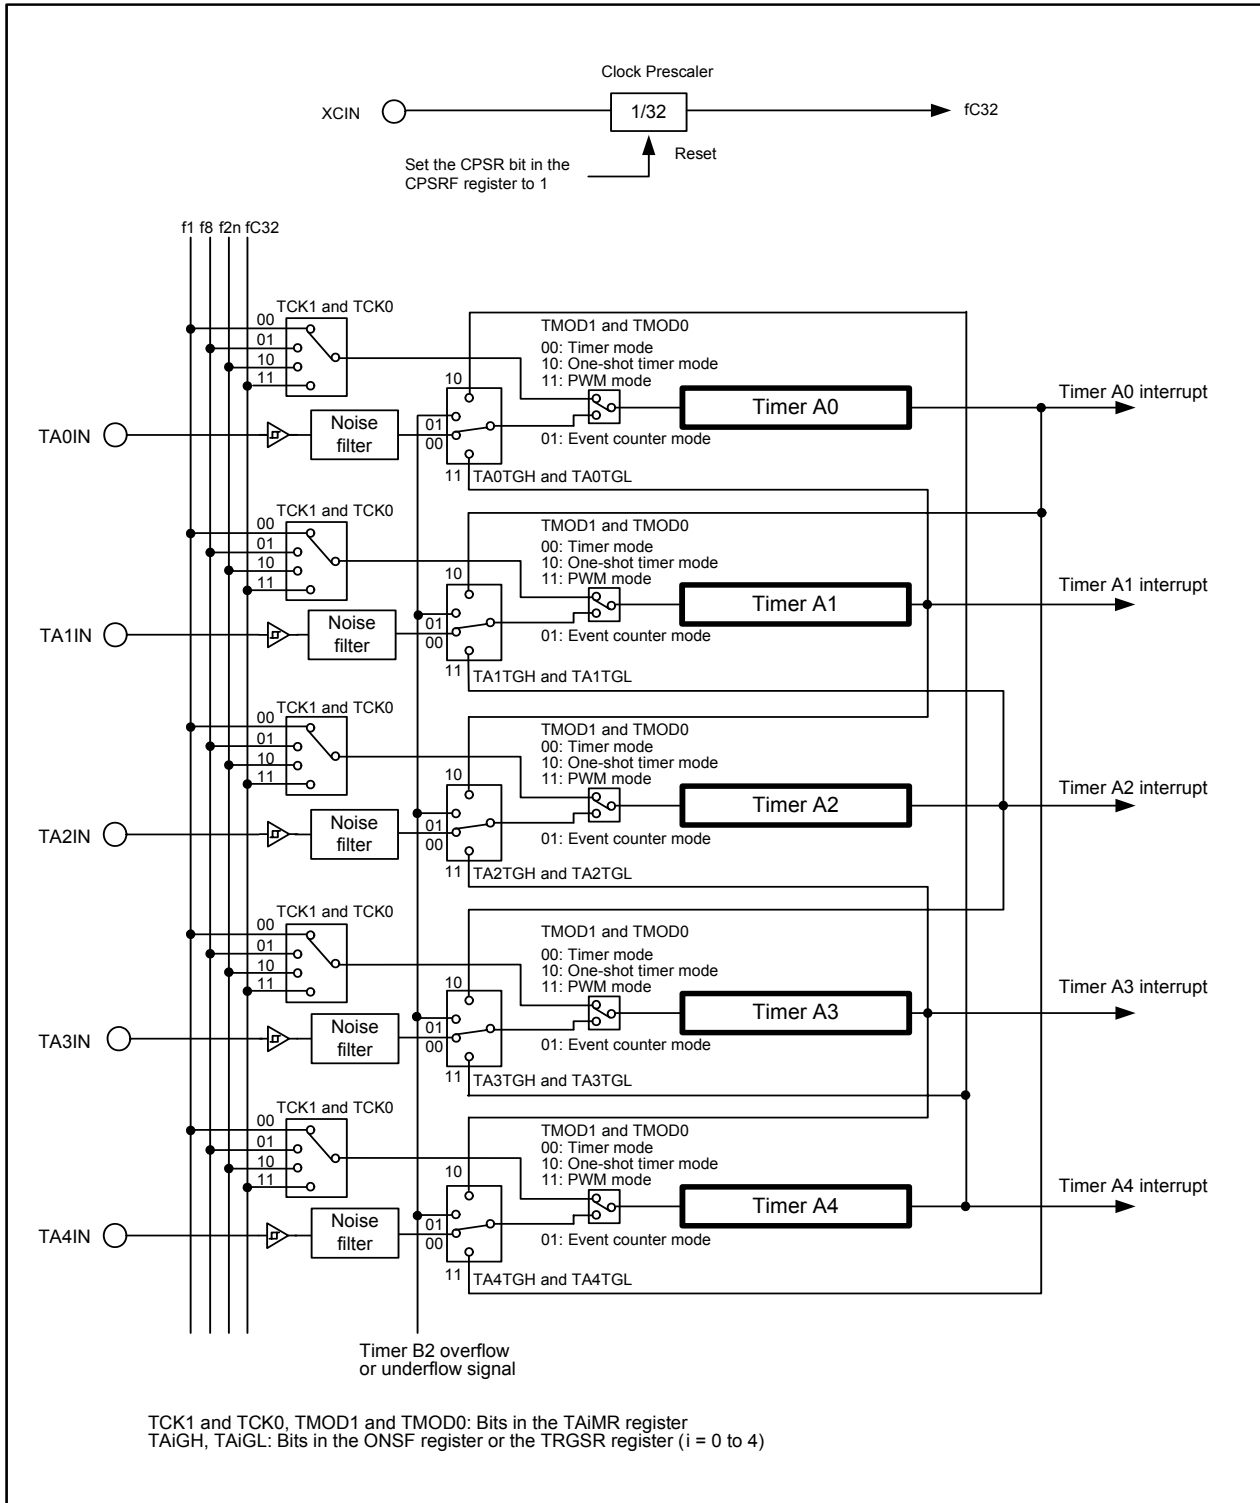 Clock Prescaler
XCIN
1/32
fC32
Reset
Set the CPSR bit in the
CPSRF register to 1
f1 f8 f2n fC32
TCK1 and TCK0
00
01
10
11
TMOD1 and TMOD0
00: Timer mode
10: One-shot timer mode
11: PWM mode
10
Timer A0
Timer A0 interrupt
TA0IN
Noise
filter
01
00
01: Event counter mode
11
TA0TGH and TA0TGL
TCK1 and TCK0
00
01
10
11
TMOD1 and TMOD0
00: Timer mode
10: One-shot timer mode
11: PWM mode
10
Timer A1
Timer A1 interrupt
TA1IN
Noise
filter
01
00
01: Event counter mode
11
TA1TGH and TA1TGL
TCK1 and TCK0
00
01
10
11
TMOD1 and TMOD0
00: Timer mode
10: One-shot timer mode
11: PWM mode
10
Timer A2
Timer A2 interrupt
TA2IN
Noise
filter
01
00
01: Event counter mode
11
TA2TGH and TA2TGL
TCK1 and TCK0
00
01
10
11
TMOD1 and TMOD0
00: Timer mode
10: One-shot timer mode
11: PWM mode
10
Timer A3
Timer A3 interrupt
TA3IN
Noise
filter
01
00
01: Event counter mode
11
TA3TGH and TA3TGL
TCK1 and TCK0
00
01
10
11
TMOD1 and TMOD0
00: Timer mode
10: One-shot timer mode
11: PWM mode
10
Timer A4
Timer A4 interrupt
TA4IN
Noise
filter
01
00
01: Event counter mode
11
TA4TGH and TA4TGL
Timer B2 overflow
or underflow signal
TCK1 and TCK0, TMOD1 and TMOD0: Bits in the TAiMR register
TAiGH, TAiGL: Bits in the ONSF register or the TRGSR register (i = 0 to 4)